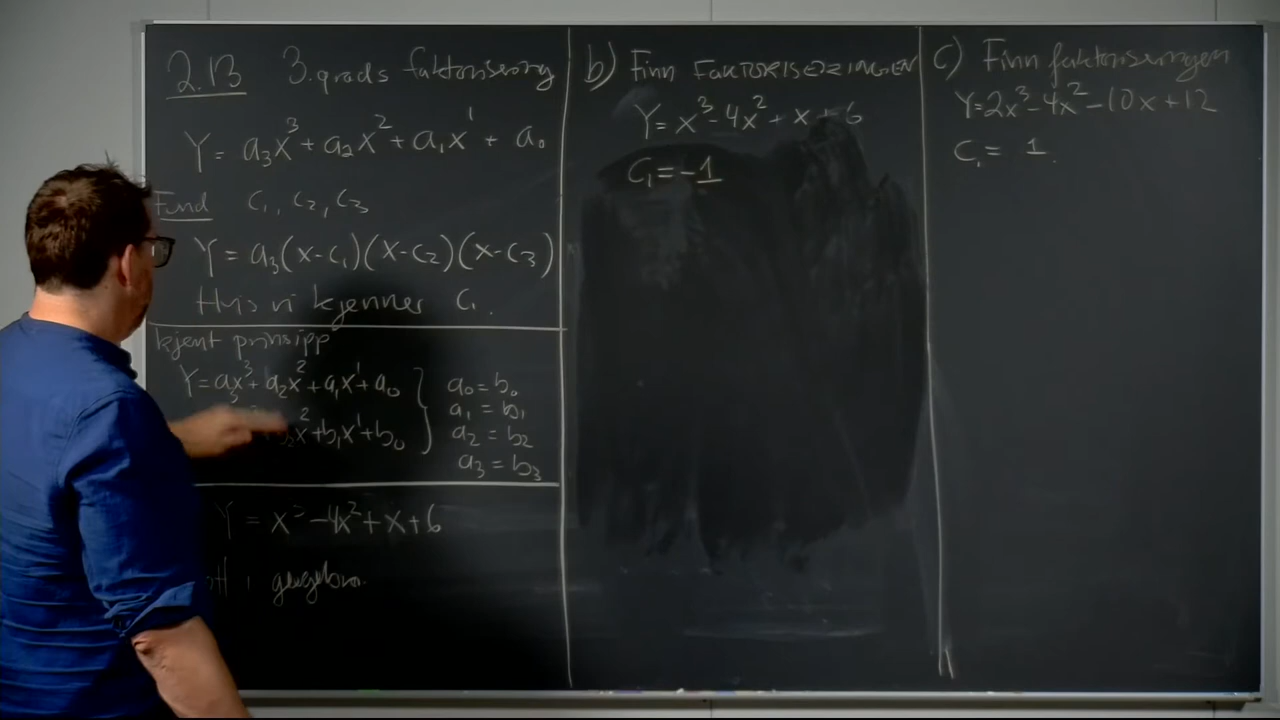 2.13 3.grads faktorisering
Y = a₃x³ + a₂x² + a₁x¹ + a₀
Find c₁, c₂, c₃
Y = a₃(x-c₁)(x-c₂)(x-c₃)
Hvis vi kjenner c₁.
kjent prinsipp
Y = a₃x³ + a₂x² + a₁x¹ + a₀
x² + b₁x¹ + b₀
a₀ = b₀
a₁ = b₁
a₂ = b₂
a₃ = b₃
Y = x³ - 4x² + x + 6
i geogebra.
b) Finn FAKTORISERINGEN
Y = x³ - 4x² + x + 6
C₁ = -1
c) Finn faktoriseringen
Y = 2x³ - 4x² - 10x + 12
C₁ = 1.